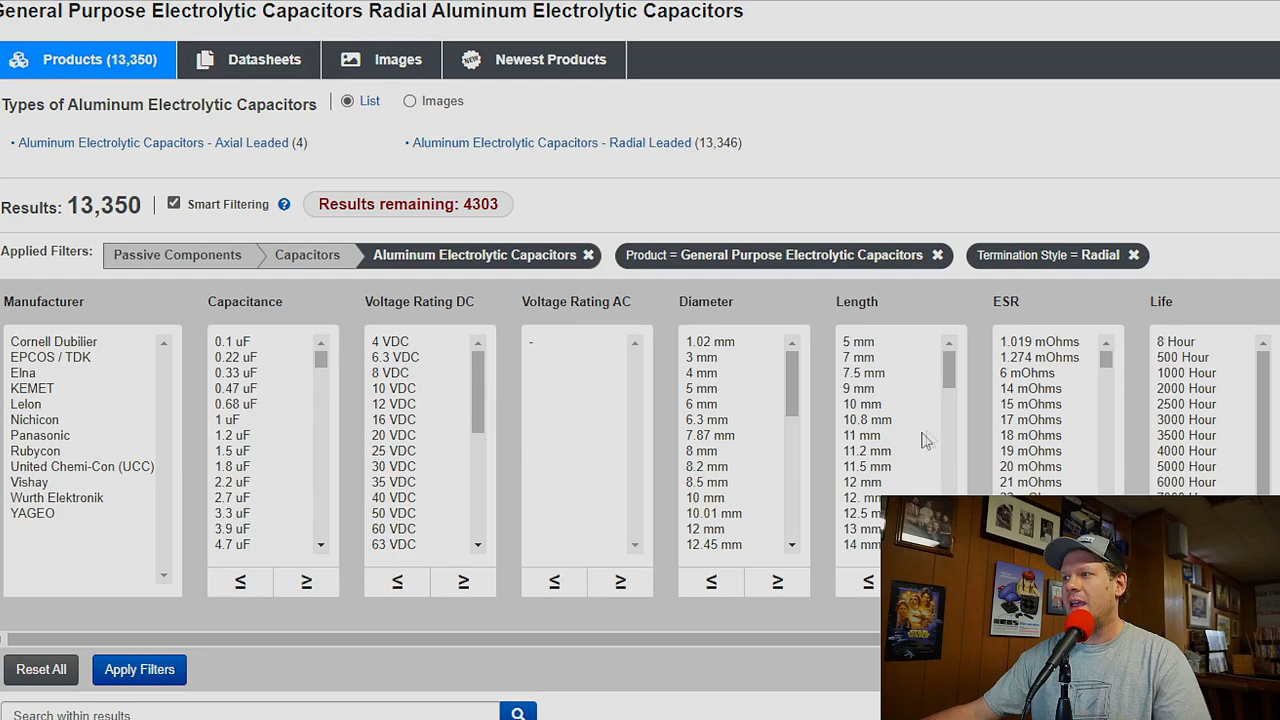 General Purpose Electrolytic Capacitors Radial Aluminum Electrolytic Capacitors
Products (13,350)
Datasheets
Images
NEW
Newest Products
Types of Aluminum Electrolytic Capacitors
List
Images
• Aluminum Electrolytic Capacitors - Axial Leaded (4)
• Aluminum Electrolytic Capacitors - Radial Leaded (13,346)
Results: 13,350
Smart Filtering
?
Results remaining: 4303
Applied Filters:
Passive Components
Capacitors
Aluminum Electrolytic Capacitors ✖
Product = General Purpose Electrolytic Capacitors ✖
Termination Style = Radial ✖
Manufacturer
Cornell Dubilier
EPCOS / TDK
Elna
KEMET
Lelon
Nichicon
Panasonic
Rubycon
United Chemi-Con (UCC)
Vishay
Wurth Elektronik
YAGEO
Capacitance
0.1 uF
0.22 uF
0.33 uF
0.47 uF
0.68 uF
1 uF
1.2 uF
1.5 uF
1.8 uF
2.2 uF
2.7 uF
3.3 uF
3.9 uF
4.7 uF
≤
≥
Voltage Rating DC
4 VDC
6.3 VDC
8 VDC
10 VDC
12 VDC
16 VDC
20 VDC
25 VDC
30 VDC
35 VDC
40 VDC
50 VDC
60 VDC
63 VDC
≤
≥
Voltage Rating AC
-
≤
≥
Diameter
1.02 mm
3 mm
4 mm
5 mm
6 mm
6.3 mm
7.87 mm
8 mm
8.2 mm
8.5 mm
10 mm
10.01 mm
12 mm
12.45 mm
≤
≥
Length
5 mm
7 mm
7.5 mm
9 mm
10 mm
10.8 mm
11 mm
11.2 mm
11.5 mm
12 mm
12. mm
12.5 m
13 mm
14 mm
≤
ESR
1.019 mOhms
1.274 mOhms
6 mOhms
14 mOhms
15 mOhms
17 mOhms
18 mOhms
19 mOhms
20 mOhms
21 mOhms
Life
8 Hour
500 Hour
1000 Hour
2000 Hour
2500 Hour
3000 Hour
3500 Hour
4000 Hour
5000 Hour
6000 Hour
Reset All
Apply Filters
Search within results
STAR
WARS